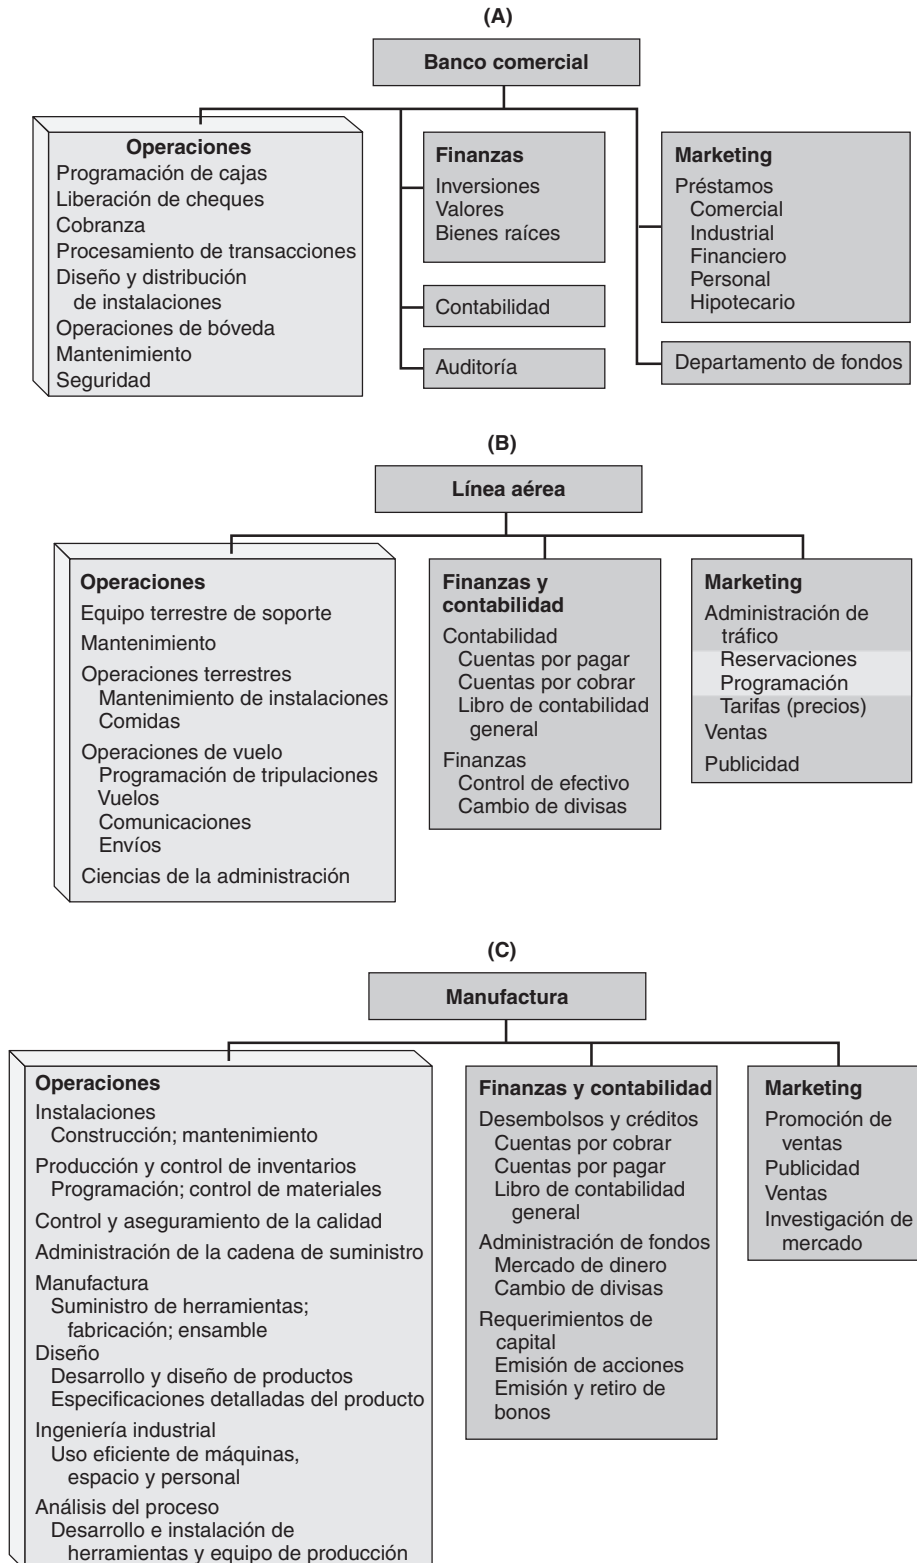 (A)
Banco comercial
Operaciones
Programación de cajas
Liberación de cheques
Cobranza
Procesamiento de transacciones
Diseño y distribución
de instalaciones
Operaciones de bóveda
Mantenimiento
Seguridad
Finanzas
Inversiones
Valores
Bienes raíces
Contabilidad
Auditoría
Marketing
Préstamos
Comercial
Industrial
Financiero
Personal
Hipotecario
Departamento de fondos
(B)
Línea aérea
Operaciones
Equipo terrestre de soporte
Mantenimiento
Operaciones terrestres
Mantenimiento de instalaciones
Comidas
Operaciones de vuelo
Programación de tripulaciones
Vuelos
Comunicaciones
Envíos
Ciencias de la administración
Finanzas y
contabilidad
Contabilidad
Cuentas por pagar
Cuentas por cobrar
Libro de contabilidad
general
Finanzas
Control de efectivo
Cambio de divisas
Marketing
Administración de
tráfico
Reservaciones
Programación
Tarifas (precios)
Ventas
Publicidad
(C)
Manufactura
Operaciones
Instalaciones
Construcción; mantenimiento
Producción y control de inventarios
Programación; control de materiales
Control y aseguramiento de la calidad
Administración de la cadena de suministro
Manufactura
Suministro de herramientas;
fabricación; ensamble
Diseño
Desarrollo y diseño de productos
Especificaciones detalladas del producto
Ingeniería industrial
Uso eficiente de máquinas,
espacio y personal
Análisis del proceso
Desarrollo e instalación de
herramientas y equipo de producción
Finanzas y contabilidad
Desembolsos y créditos
Cuentas por cobrar
Cuentas por pagar
Libro de contabilidad
general
Administración de fondos
Mercado de dinero
Cambio de divisas
Requerimientos de
capital
Emisión de acciones
Emisión y retiro de
bonos
Marketing
Promoción de
ventas
Publicidad
Ventas
Investigación de
mercado